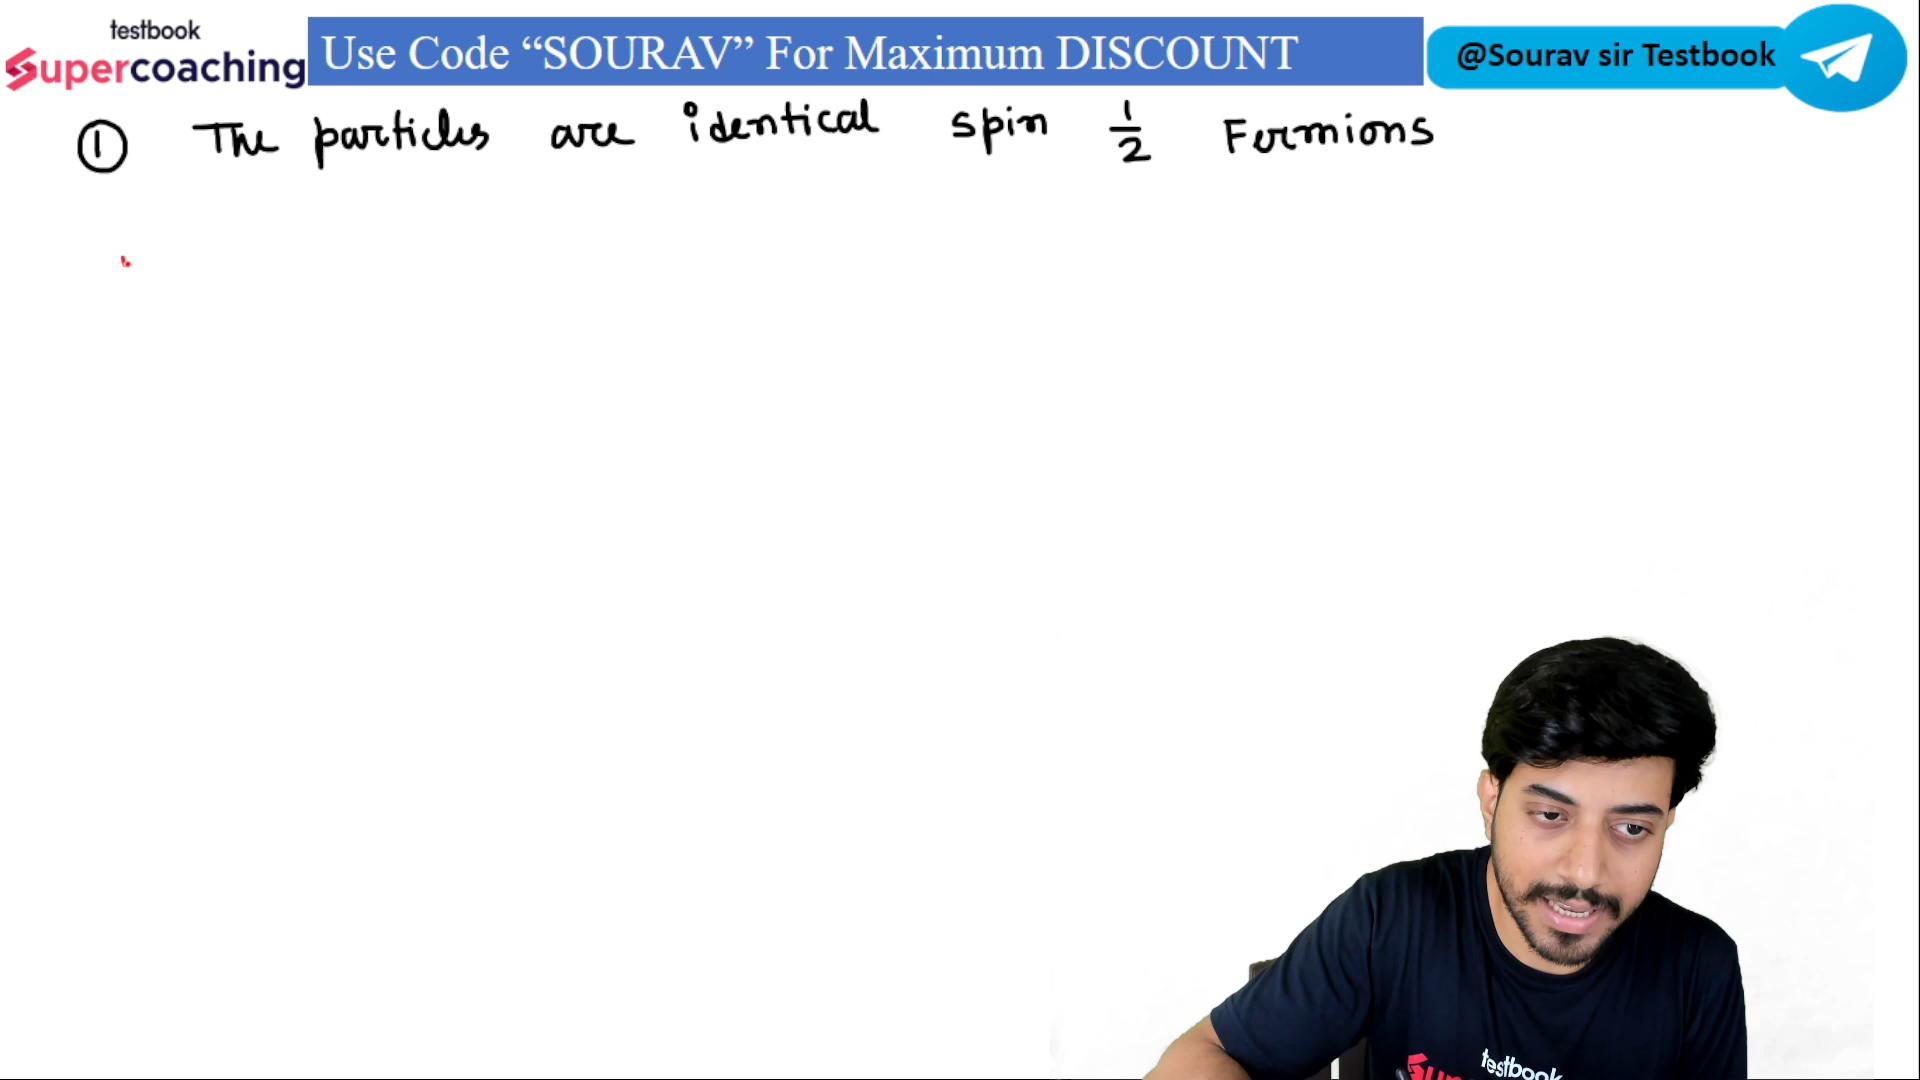 testbook
Supercoaching
Use Code “SOURAV” For Maximum DISCOUNT
@Sourav sir Testbook
① The particles are identical spin 1/2 Fermions
testbook